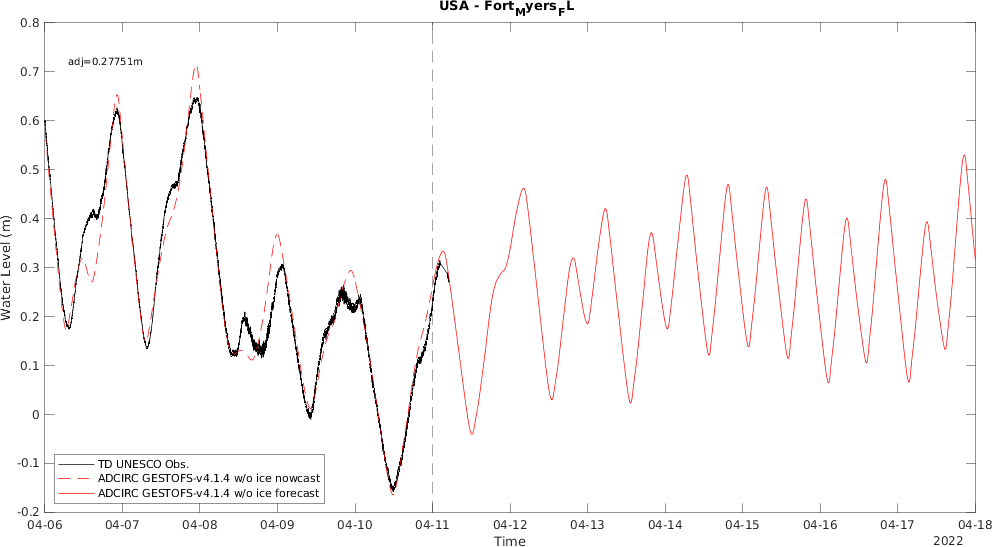 USA - Fort_Myers_FL
adj=0.27751m
0.8
0.7
0.6
0.5
0.4
0.3
0.2
0.1
0
-0.1
-0.2
Water Level (m)
TD UNESCO Obs.
ADCIRC GESTOFS-v4.1.4 w/o ice nowcast
ADCIRC GESTOFS-v4.1.4 w/o ice forecast
04-06 04-07 04-08 04-09 04-10 04-11 04-12 04-13 04-14 04-15 04-16 04-17 04-18
Time
2022